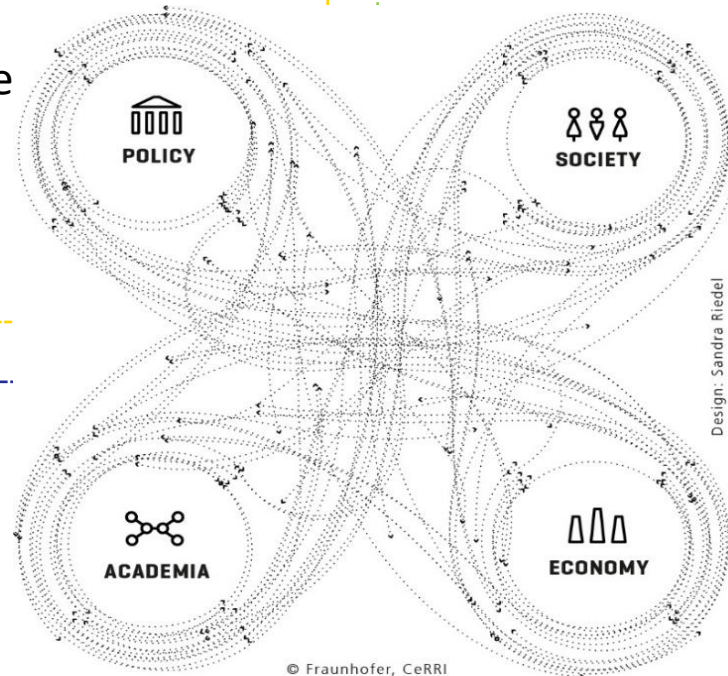 e
POLICY
SOCIETY
Design: Sandra Riedel
ACADEMIA
ECONOMY
© Fraunhofer, CeRRI